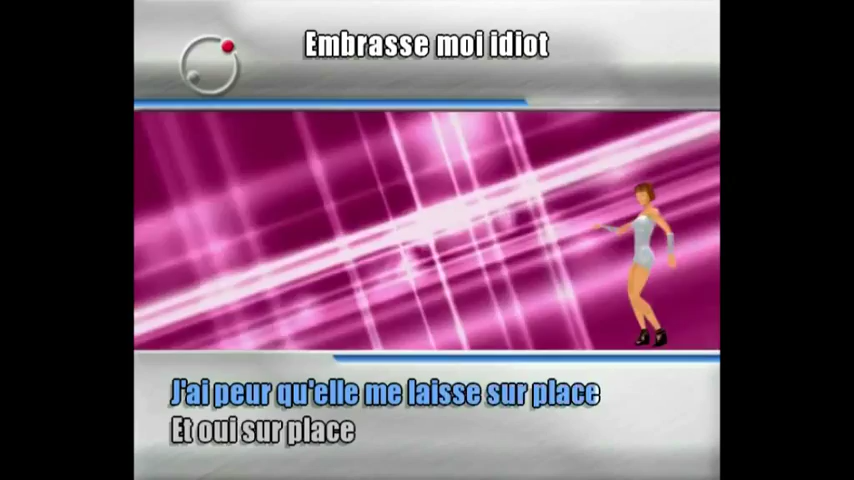 Embrasse moi idiot
J'ai peur qu'elle me laisse sur place
Et oui sur place